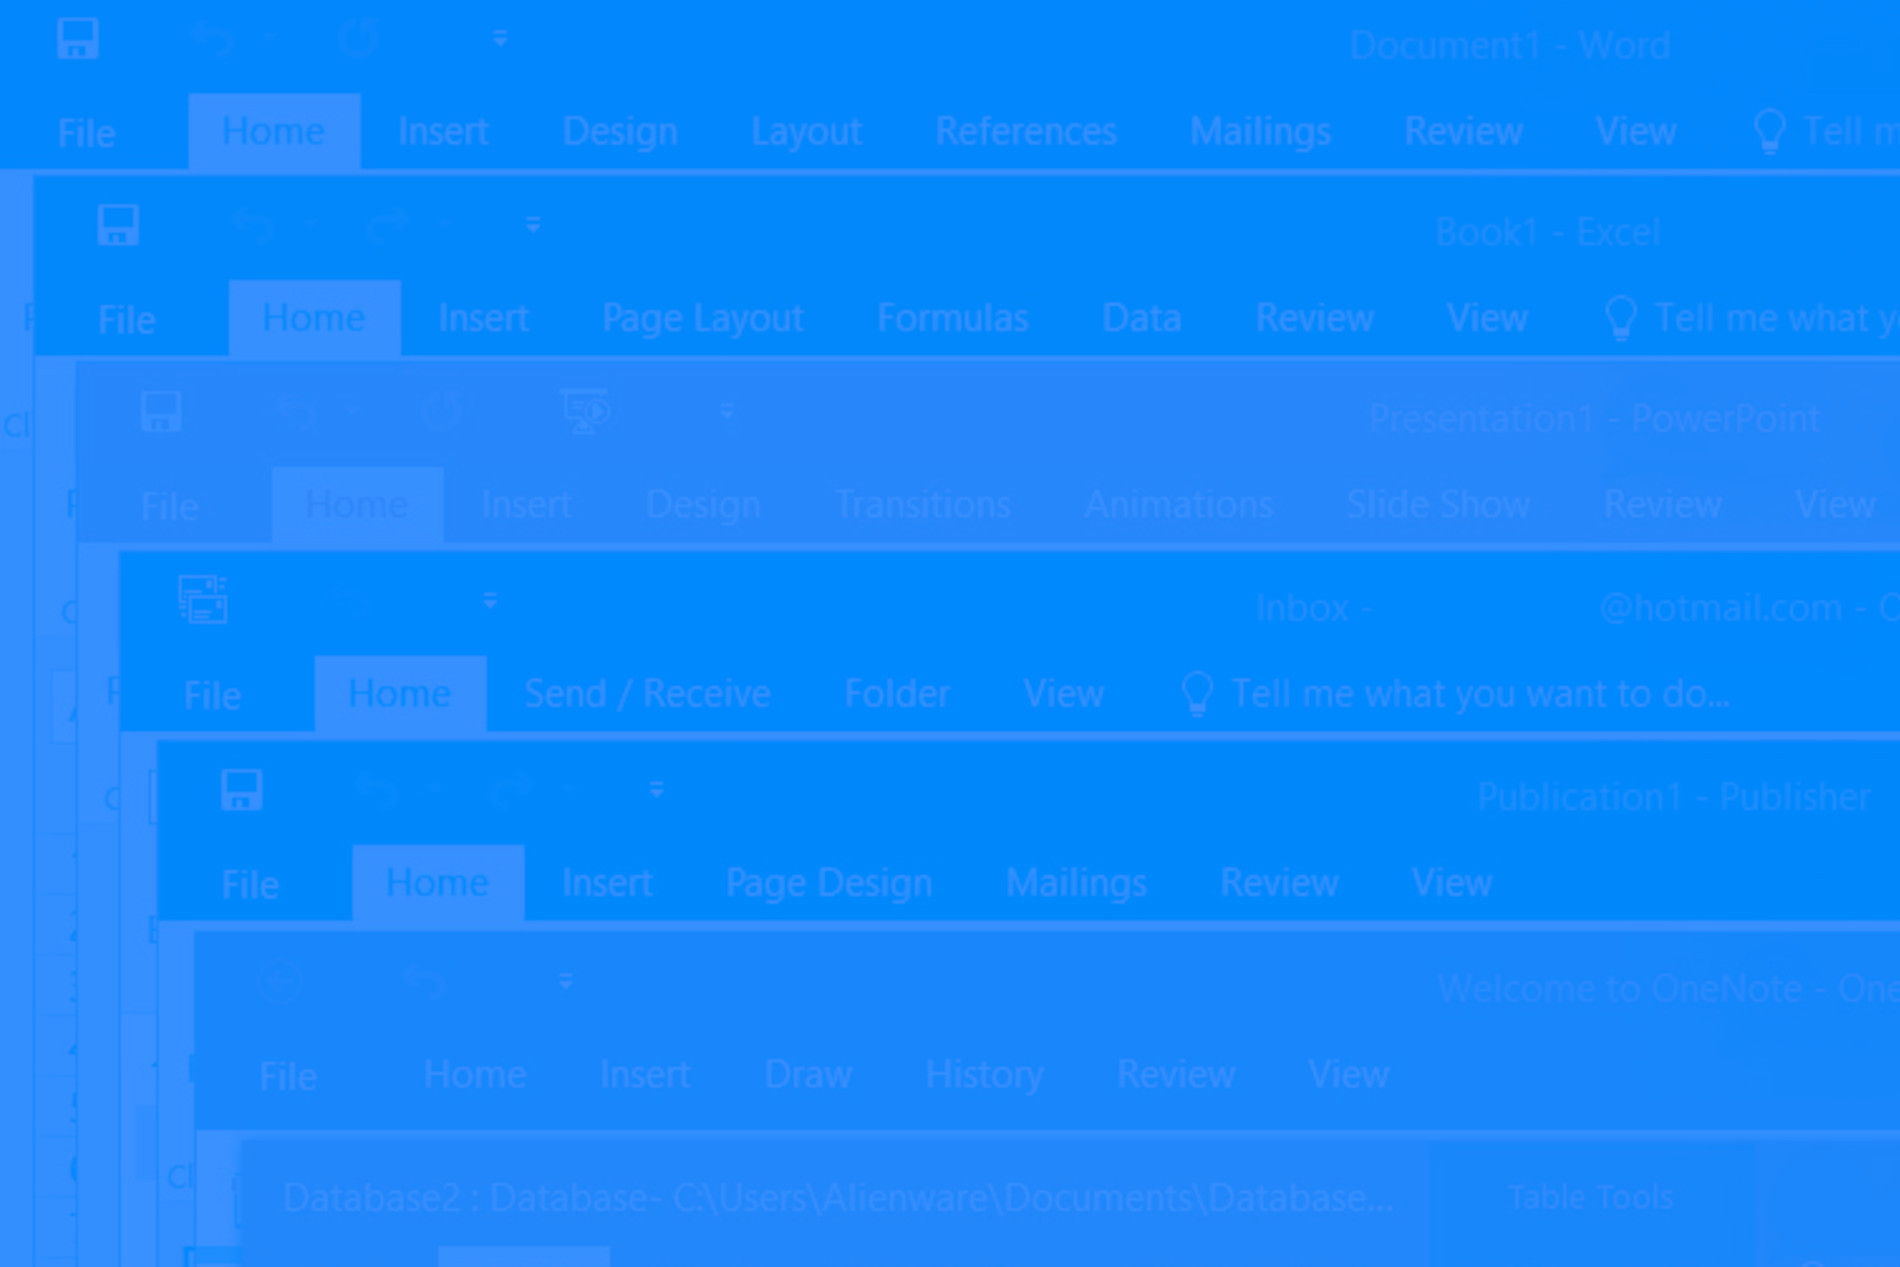 Document1 - Word
File Home Insert Design Layout References Mailings Review View Tell m
Book1 - Excel
File Home Insert Page Layout Formulas Data Review View Tell me what y
Presentation1 - PowerPoint
File Home Insert Design Transitions Animations Slide Show Review View
Inbox - @hotmail.com - O
File Home Send / Receive Folder View Tell me what you want to do...
Publication1 - Publisher
File Home Insert Page Design Mailings Review View
Welcome to OneNote - One
File Home Insert Draw History Review View
Cl
Database2 : Database- C:\Users\Alienware\Documents\Database... Table Tools